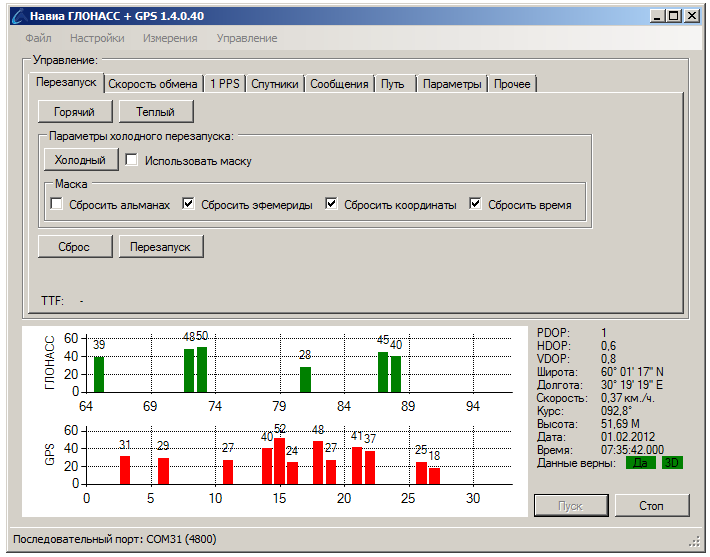 Навиа ГЛОНАСС + GPS 1.4.0.40
Файл Настройки Измерения Управление
Управление:
Перезапуск Скорость обмена 1 PPS Спутники Сообщения Путь Параметры Прочее
Горячий Теплый
Параметры холодного перезапуска:
Холодный Использовать маску
Маска
Сбросить альманах Сбросить эфемериды Сбросить координаты Сбросить время
Сброс Перезапуск
TTF: -
ГЛОНАСС
60
40
20
0
39 48 50 28 45 40
64 69 74 79 84 89 94
GPS
60
40
20
0
31 29 27 40 52 24 48 27 41 37 25 18
0 5 10 15 20 25 30
PDOP: 1
HDOP: 0,6
VDOP: 0,8
Широта: 60° 01' 17" N
Долгота: 30° 19' 19" E
Скорость: 0,37 км./ч.
Курс: 092,8°
Высота: 51,69 М
Дата: 01.02.2012
Время: 07:35:42.000
Данные верны: Да 3D
Пуск Стоп
Последовательный порт: COM31 (4800)